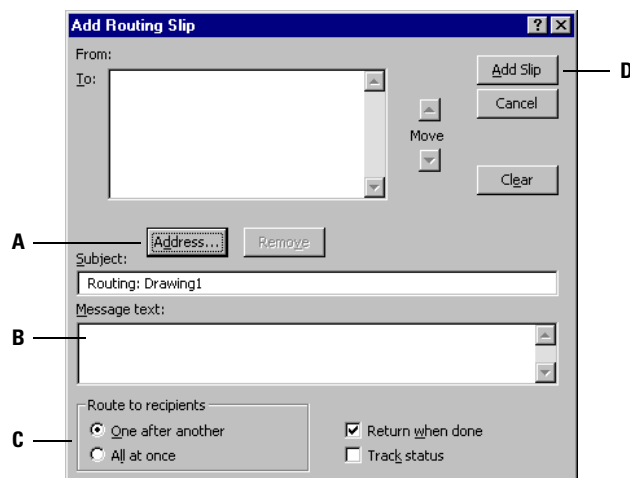 Add Routing Slip
From:
To:
Add Slip
D
Cancel
Move
Clear
A
Address...
Remove
Subject:
Routing: Drawing1
Message text:
B
Route to recipients
C
One after another
All at once
Return when done
Track status